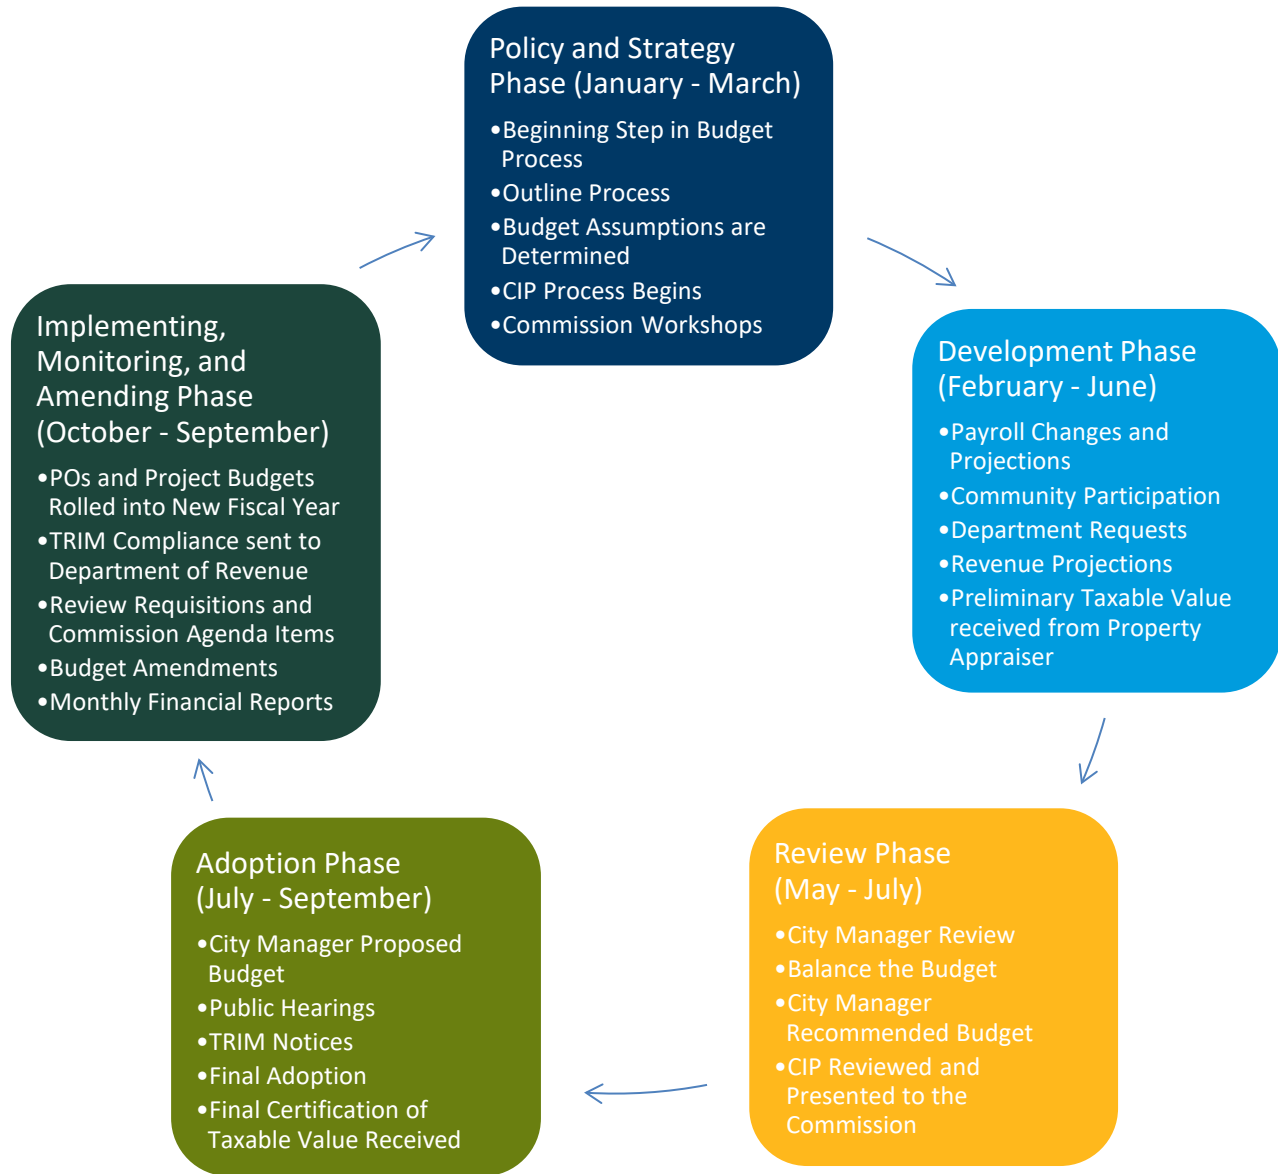 Policy and Strategy
Phase (January - March)
•Beginning Step in Budget
Process
•Outline Process
•Budget Assumptions are
Determined
•CIP Process Begins
•Commission Workshops
Development Phase
(February - June)
•Payroll Changes and
Projections
•Community Participation
•Department Requests
•Revenue Projections
•Preliminary Taxable Value
received from Property
Appraiser
Review Phase
(May - July)
•City Manager Review
•Balance the Budget
•City Manager
Recommended Budget
•CIP Reviewed and
Presented to the
Commission
Adoption Phase
(July - September)
•City Manager Proposed
Budget
•Public Hearings
•TRIM Notices
•Final Adoption
•Final Certification of
Taxable Value Received
Implementing,
Monitoring, and
Amending Phase
(October - September)
•POs and Project Budgets
Rolled into New Fiscal Year
•TRIM Compliance sent to
Department of Revenue
•Review Requisitions and
Commission Agenda Items
•Budget Amendments
•Monthly Financial Reports